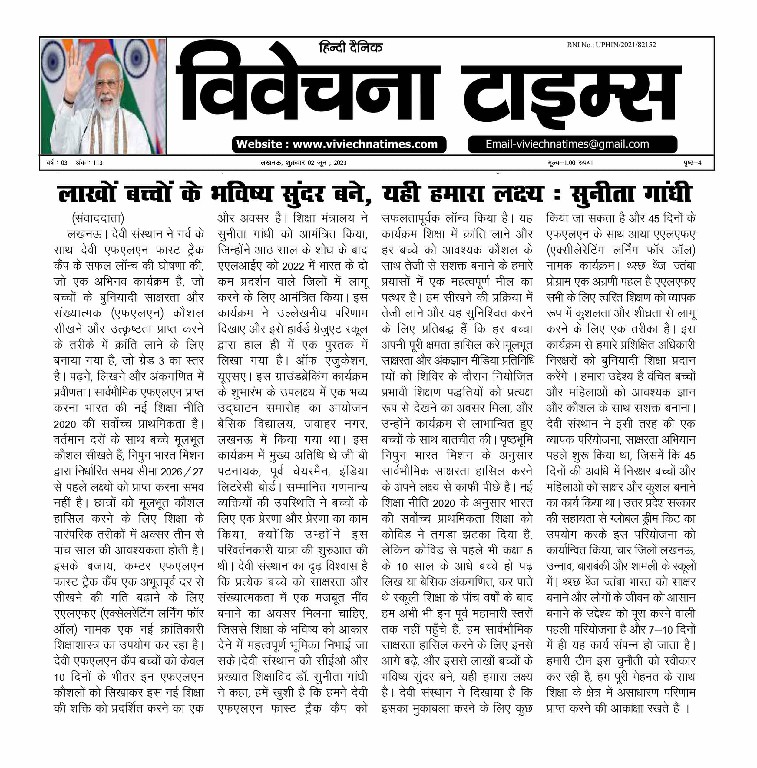 हिन्दी दैनिक
RNI No.: UPHIN/2021/82152
विवेचना टाइम्स
Website : www.viviechnatimes.com
Email-viviechnatimes@gmail.com
लखनऊ, शुक्रवार 02 जून, 2023
मूल्य-1.00 रुपया
पृष्ठ-4
लाखों बच्चों के भविष्य सुंदर बने, यही हमारा लक्ष्य : सुनीता गांधी
(संवाददाता)
लखनऊ। देवी संस्थान ने गर्व के
साथ देवी एफएलएन फास्ट ट्रैक
कैंप के सफल लॉन्च की घोषणा की,
जो एक अभिनव कार्यक्रम है, जो
बच्चों के बुनियादी साक्षरता और
संख्यात्मक (एफएलएन) कौशल
सीखने और उत्कृष्टता प्राप्त करने
के तरीके में क्रांति लाने के लिए
बनाया गया है, जो ग्रेड 3 का स्तर
है। पढ़ने, लिखने और अंकगणित में
प्रवीणता। सार्वभौमिक एफएलएन प्राप्त
करना भारत की नई शिक्षा नीति
2020 की सर्वोच्च प्राथमिकता है।
वर्तमान दरों के साथ बच्चे मूलभूत
कौशल सीखते हैं, निपुन भारत मिशन
द्वारा निर्धारित समय सीमा 2026/27
से पहले लक्ष्यों को प्राप्त करना सम्भव
नहीं है। छात्रों को मूलभूत कौशल
हासिल करने के लिए शिक्षा के
पारंपरिक तरीकों में अक्सर तीन से
पाच साल की आवश्यकता होती है।
इसके बजाय, कम्टर एफएलएन
फास्ट ट्रैक कैंप एक अभूतपूर्व दर से
सीखने की गति बढ़ाने के लिए
एएलएफए (एक्सेलरेटिंग लर्निंग फॉर
ऑल) नामक एक नई क्रांतिकारी
शिक्षाशास्त्र का उपयोग कर रहा है।
देवी एफएलएन कैंप बच्चों को केवल
10 दिनों के भीतर इन एफएलएन
कौशलों को सिखाकर इस नई शिक्षा
की शक्ति को प्रदर्शित करने का एक
और अवसर है। शिक्षा मंत्रालय ने
सुनीता गांधी को आमंत्रित किया,
जिन्होंने आठ साल के शोध के बाद
एएलआईए को 2022 में भारत के दो
कम प्रदर्शन वाले जिलों में लागू
करने के लिए आमंत्रित किया। इस
कार्यक्रम ने उल्लेखनीय परिणाम
दिखाए और इसे हार्वर्ड ग्रेजुएट स्कूल
द्वारा हाल ही में एक पुस्तक में
लिखा गया है। ऑफ एजुकेशन,
यूएसए। इस ग्राउंडब्रेकिंग कार्यक्रम
के शुभारंभ के उपलक्ष्य में एक भव्य
उद्घाटन समारोह का आयोजन
बेसिक विद्यालय, जवाहर नगर,
लखनऊ में किया गया था। इस
कार्यक्रम में मुख्य अतिथि थे जी बी
पटनायक, पूर्व चेयरमैन, इंडिया
लिटरेसी बोर्ड। सम्मानित गणमान्य
व्यक्तियों की उपस्थिति ने बच्चों के
लिए एक प्रेरणा और प्रेरणा का काम
किया, क्योंकि उन्होंने इस
परिवर्तनकारी यात्रा की शुरुआत की
थी। देवी संस्थान का दृढ़ विश्वास है
कि प्रत्येक बच्चे को साक्षरता और
संख्यात्मकता में एक मजबूत नींव
बनाने का अवसर मिलना चाहिए,
जिससे शिक्षा के भविष्य को आकार
देने में महत्वपूर्ण भूमिका निभाई जा
सके।देवी संस्थान को सीईओ और
प्रख्यात शिक्षाविद डॉ. सुनीता गांधी
ने कहा, हमें खुशी है कि हमने देवी
एफएलएन फास्ट ट्रैक कैंप को
सफलतापूर्वक लॉन्च किया है। यह
कार्यक्रम शिक्षा में क्रांति लाने और
हर बच्चे को आवश्यक कौशल के
साथ तेजी से सशक्त बनाने के हमारे
प्रयासों में एक महत्वपूर्ण मील का
पत्थर है। हम सीखने की प्रक्रिया में
तेजी लाने और यह सुनिश्चित करने
के लिए प्रतिबद्ध हैं कि हर बच्चा
अपनी पूरी क्षमता हासिल करे।मूलभूत
साक्षरता और अंकज्ञान मीडिया प्रतिनिधि
ायों को शिविर के दौरान नियोजित
प्रभावी शिक्षण पद्धतियों को प्रत्यक्ष
रूप से देखने का अवसर मिला, और
उन्होंने कार्यक्रम से लाभान्वित हुए
बच्चों के साथ बातचीत की। पृष्ठभूमि
निपुन भारत मिशन के अनुसार
सार्वभौमिक साक्षरता हासिल करने
के अपने लक्ष्य से काफी पीछे है। नई
शिक्षा नीति 2020 के अनुसार भारत
की सर्वोच्च प्राथमिकता शिक्षा को
कोविड ने तगडा झटका दिया है,
लेकिन कोविड से पहले भी कक्षा 5
के 10 साल के आधे बच्चे ही पढ़
लिख या बेसिक अंकगणित, कर पाते
थे स्कूली शिक्षा के पाँच वर्षों के बाद
हम अभी भी इन पूर्व महामारी स्तरों
तक नहीं पहुँचे हैं, हम सार्वभौमिक
साक्षरता हासिल करने के लिए इनसे
आगे बढ़ें, और इससे लाखों बच्चों के
भविष्य सुंदर बने, यही हमारा लक्ष्य
है। देवी संस्थान ने दिखाया है कि
इसका मुकाबला करने के लिए कुछ
किया जा सकता है और 45 दिनों के
एफएलएन के साथ आया एएलएफए
(एक्सीलेरेटिंग लर्निंग फॉर ऑल)
नामक कार्यक्रम। थ्स्छ थ्ज जतंबा
प्रोग्राम एक अग्रणी पहल है एएलएफए
सभी के लिए त्वरित शिक्षण को व्यापक
रूप में कुशलता और शीघ्रता से लागू
करने के लिए एक तरीका है। इस
कार्यक्रम से हमारे प्रशिक्षित अधिकारी
निरक्षरों को बुनियादी शिक्षा प्रदान
करेंगे । हमारा उद्देश्य है वंचित बच्चों
और महिलाओं को आवश्यक ज्ञान
और कौशल के साथ सशक्त बनाना।
देवी संस्थान ने इसी तरह की एक
व्यापक परियोजना, साक्षरता अभियान
पहले शुरू किया था, जिसमें कि 45
दिनों की अवधि में निरक्षर बच्चों और
महिलाओं को साक्षर और कुशल बनाने
का कार्य किया था। उत्तर प्रदेश सरकार
की सहायता से ग्लोबल ड्रीम किट का
उपयोग करके इस परियोजना को
कार्यान्वित किया, चार जिलों लखनऊ,
उन्नाव, बाराबंकी और शामली के स्कूलों
में। थ्स्छ थ्ज जतंबा भारत को साक्षर
बनाने और लोगों के जीवन को आसान
बनाने के उद्देश्य को पूरा करने वाली
पहली परियोजना है और 7–10 दिनों
में ही यह कार्य संपन्न हो जाता है।
हमारी टीम इस चुनौती को स्वीकार
कर रही है, हम पूरी मेहनत के साथ
शिक्षा के क्षेत्र में असाधारण परिणाम
प्राप्त करने की आकांक्षा रखते हैं ।